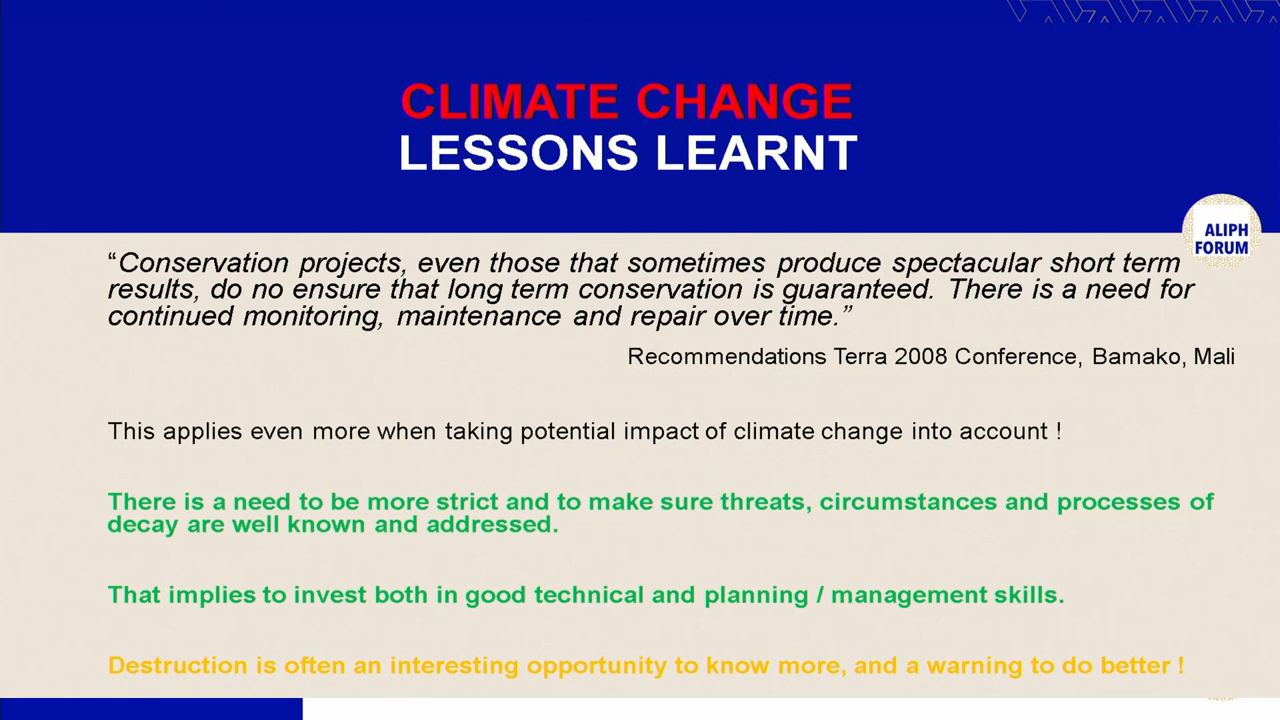 CLIMATE CHANGE
LESSONS LEARNT
ALIPH
FORUM
“Conservation projects, even those that sometimes produce spectacular short term
results, do no ensure that long term conservation is guaranteed. There is a need for
continued monitoring, maintenance and repair over time.”
Recommendations Terra 2008 Conference, Bamako, Mali
This applies even more when taking potential impact of climate change into account !
There is a need to be more strict and to make sure threats, circumstances and processes of
decay are well known and addressed.
That implies to invest both in good technical and planning / management skills.
Destruction is often an interesting opportunity to know more, and a warning to do better !